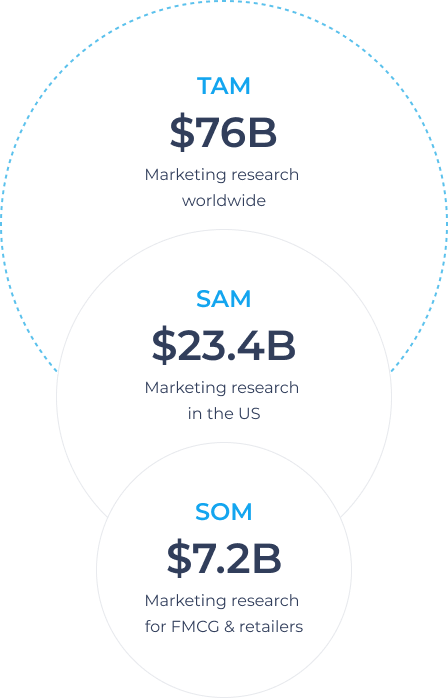 TAM
$76B
Marketing research
worldwide
SAM
$23.4B
Marketing research
in the US
SOM
$7.2B
Marketing research
for FMCG & retailers